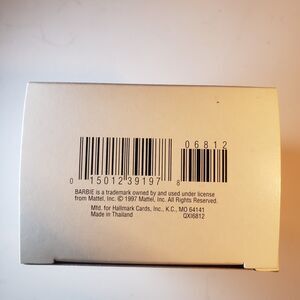 06812
0 15012 39197 8
BARBIE is a trademark owned by and used under license
from Mattel, Inc. © 1997 Mattel, Inc. All Rights Reserved.
Mfd. for Hallmark Cards, Inc., K.C., MO 64141
Made in Thailand QXI6812